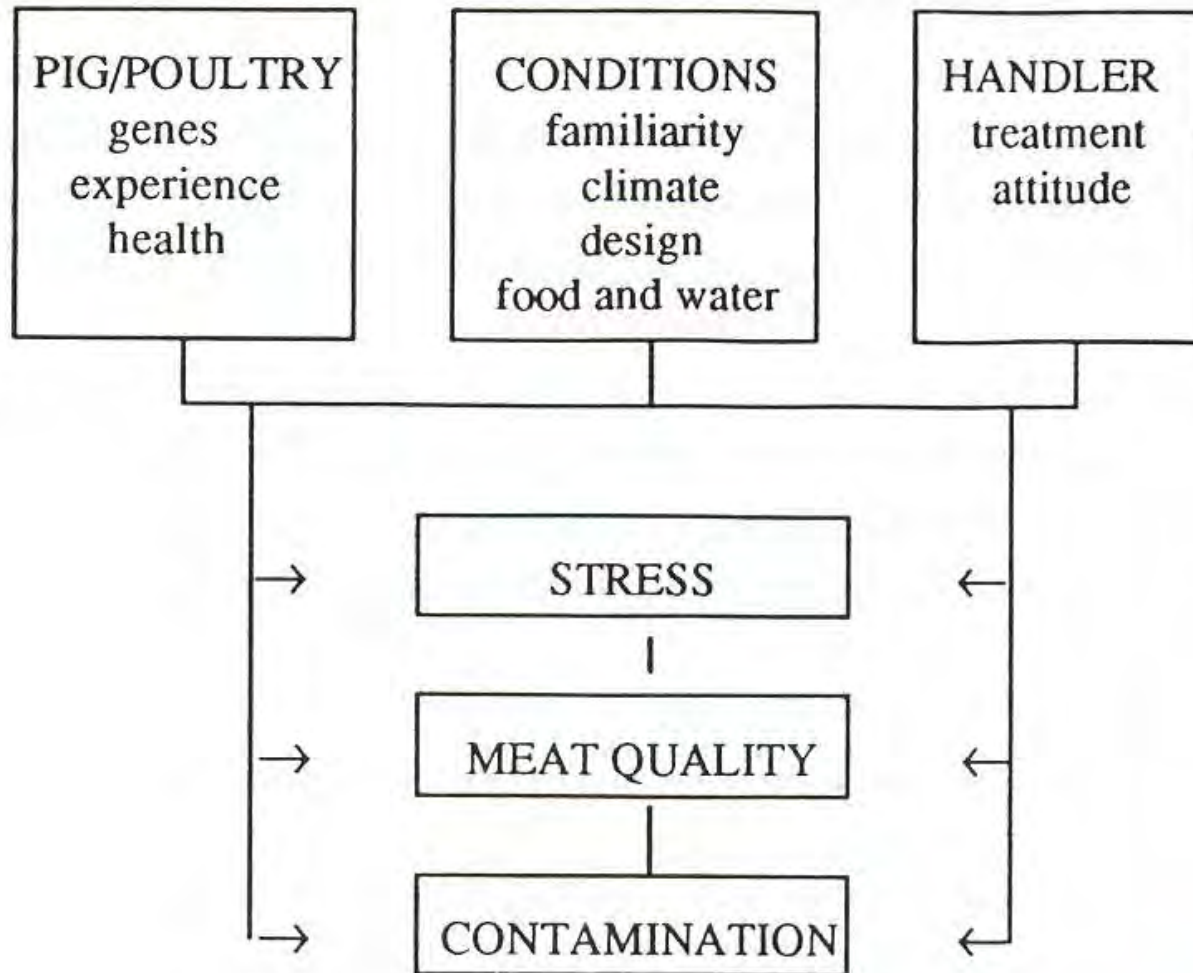 PIG/POULTRY
genes
experience
health
CONDITIONS
familiarity
climate
design
food and water
HANDLER
treatment
attitude
STRESS
MEAT QUALITY
CONTAMINATION